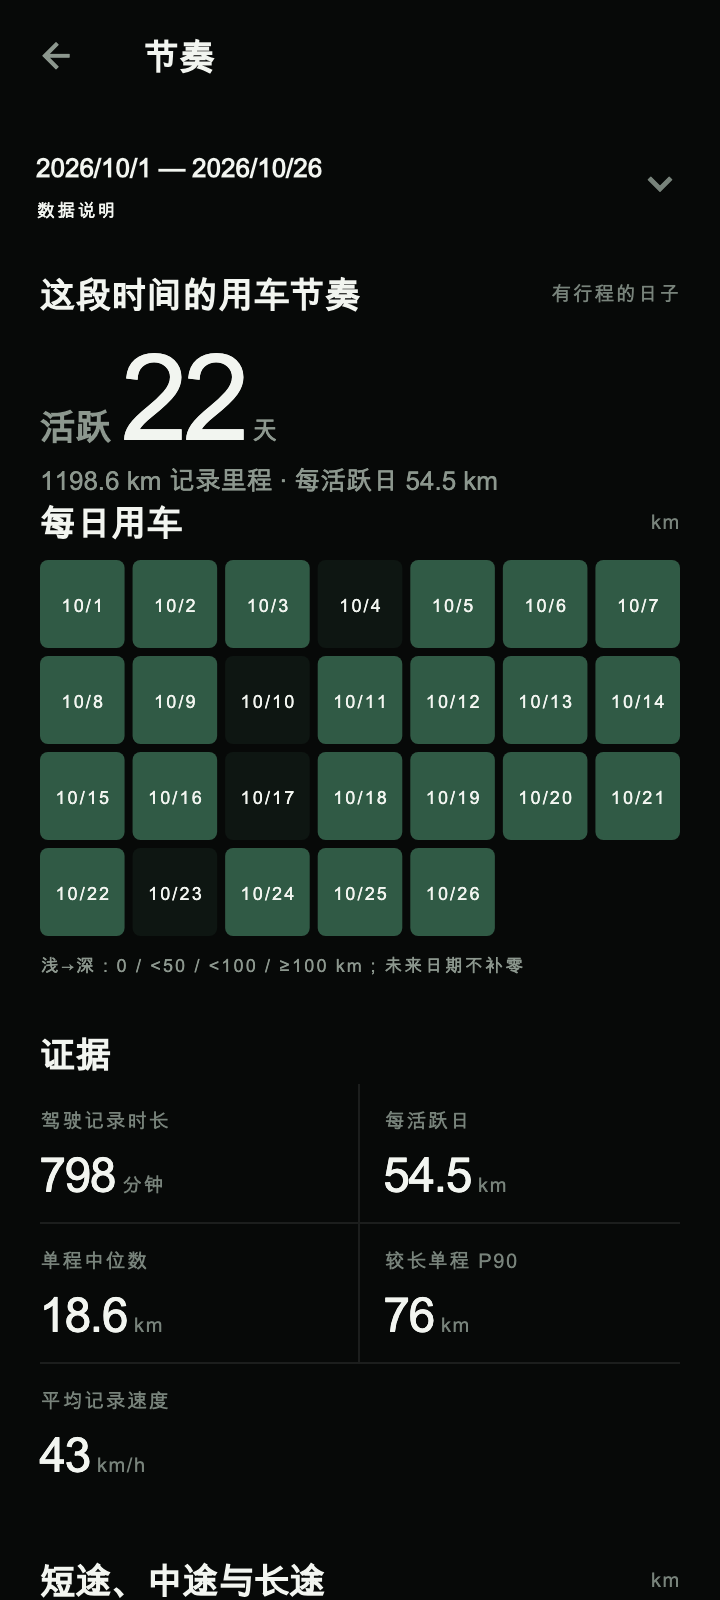 节奏
2026/10/1 — 2026/10/26
数据说明
这段时间的用车节奏 有行程的日子
活跃 22 天
1198.6 km 记录里程 · 每活跃日 54.5 km
每日用车 km
10/1 10/2 10/3 10/4 10/5 10/6 10/7
10/8 10/9 10/10 10/11 10/12 10/13 10/14
10/15 10/16 10/17 10/18 10/19 10/20 10/21
10/22 10/23 10/24 10/25 10/26
浅→深：0 / <50 / <100 / ≥100 km；未来日期不补零
证据
驾驶记录时长 每活跃日
798 分钟 54.5 km
单程中位数 较长单程 P90
18.6 km 76 km
平均记录速度
43 km/h
短途、中途与长途 km